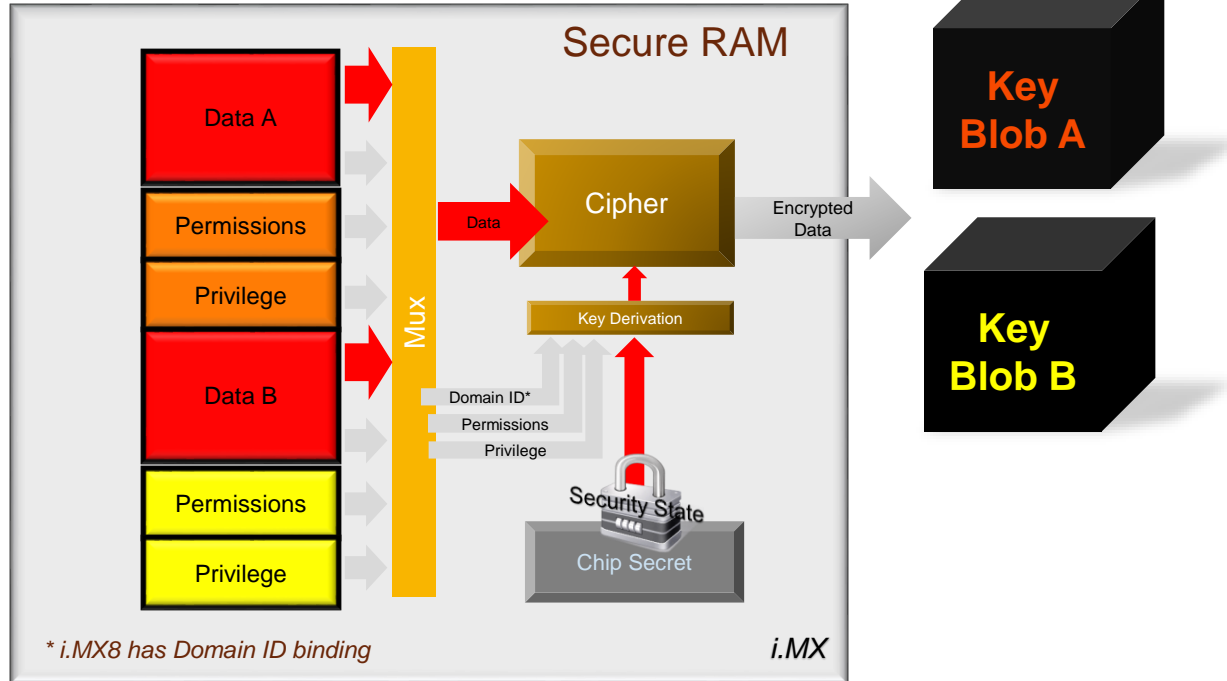 Secure RAM
Data A
Permissions
Privilege
Data B
Permissions
Privilege
Mux
Data
Cipher
Key Derivation
Domain ID*
Permissions
Privilege
Security State
Chip Secret
Encrypted
Data
Key
Blob A
Key
Blob B
* i.MX8 has Domain ID binding
i.MX